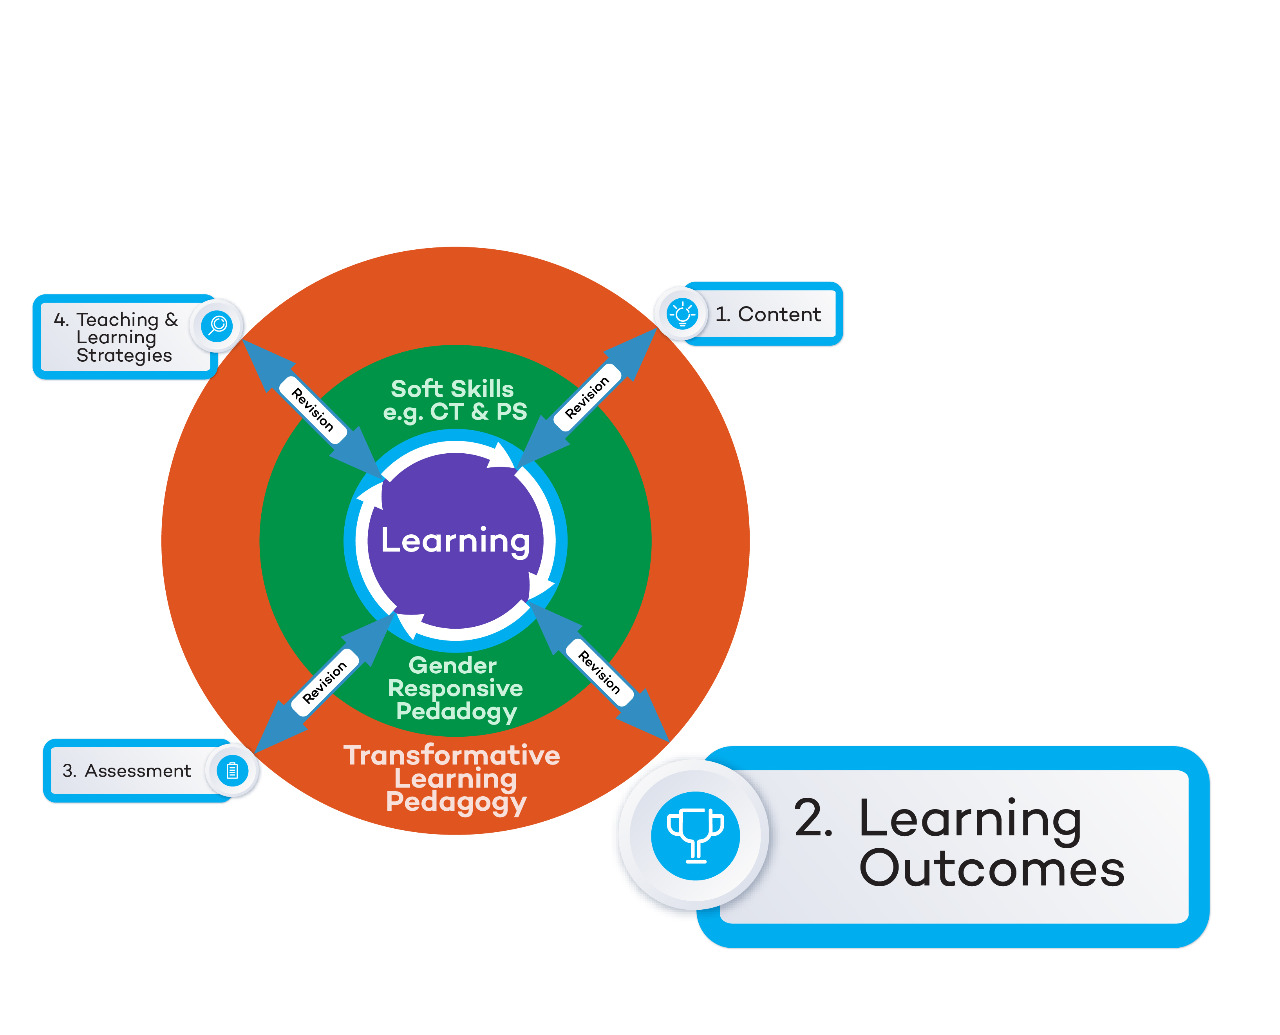 4. Teaching &
Learning
Strategies
1. Content
Revision
Revision
Soft Skills
e.g. CT & PS
Learning
Gender
Responsive
Pedadogy
Revision
Revision
Transformative
Learning
Pedagogy
3. Assessment
2. Learning
Outcomes